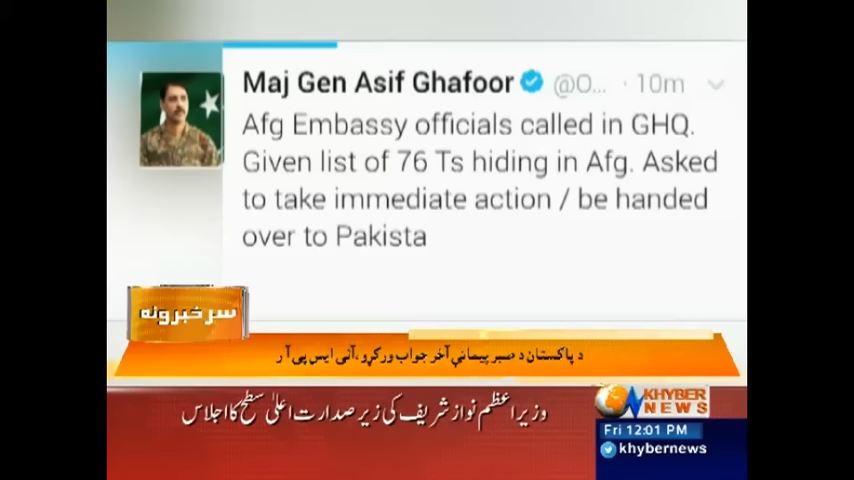 Maj Gen Asif Ghafoor @O... · 10m
Afg Embassy officials called in GHQ.
Given list of 76 Ts hiding in Afg. Asked
to take immediate action / be handed
over to Pakista
سرخبرونه
د پاکستان د صبر پیمانې آخر جواب ورکړو، آئی ایس پی آر
وزیراعظم نواز شریف کی زیر صدارت اعلیٰ سطح کا اجلاس
KHYBER
NEWS
Fri 12:01 PM
khybernews